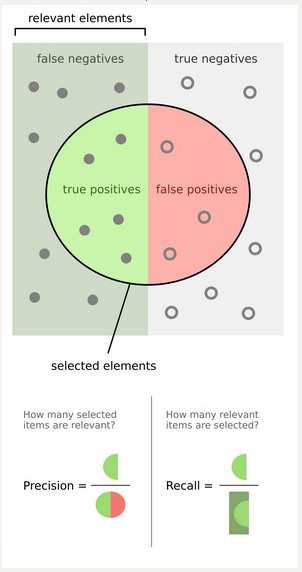 relevant elements
false negatives
true negatives
true positives
false positives
selected elements
How many selected
items are relevant?
How many relevant
items are selected?
Precision =
Recall =